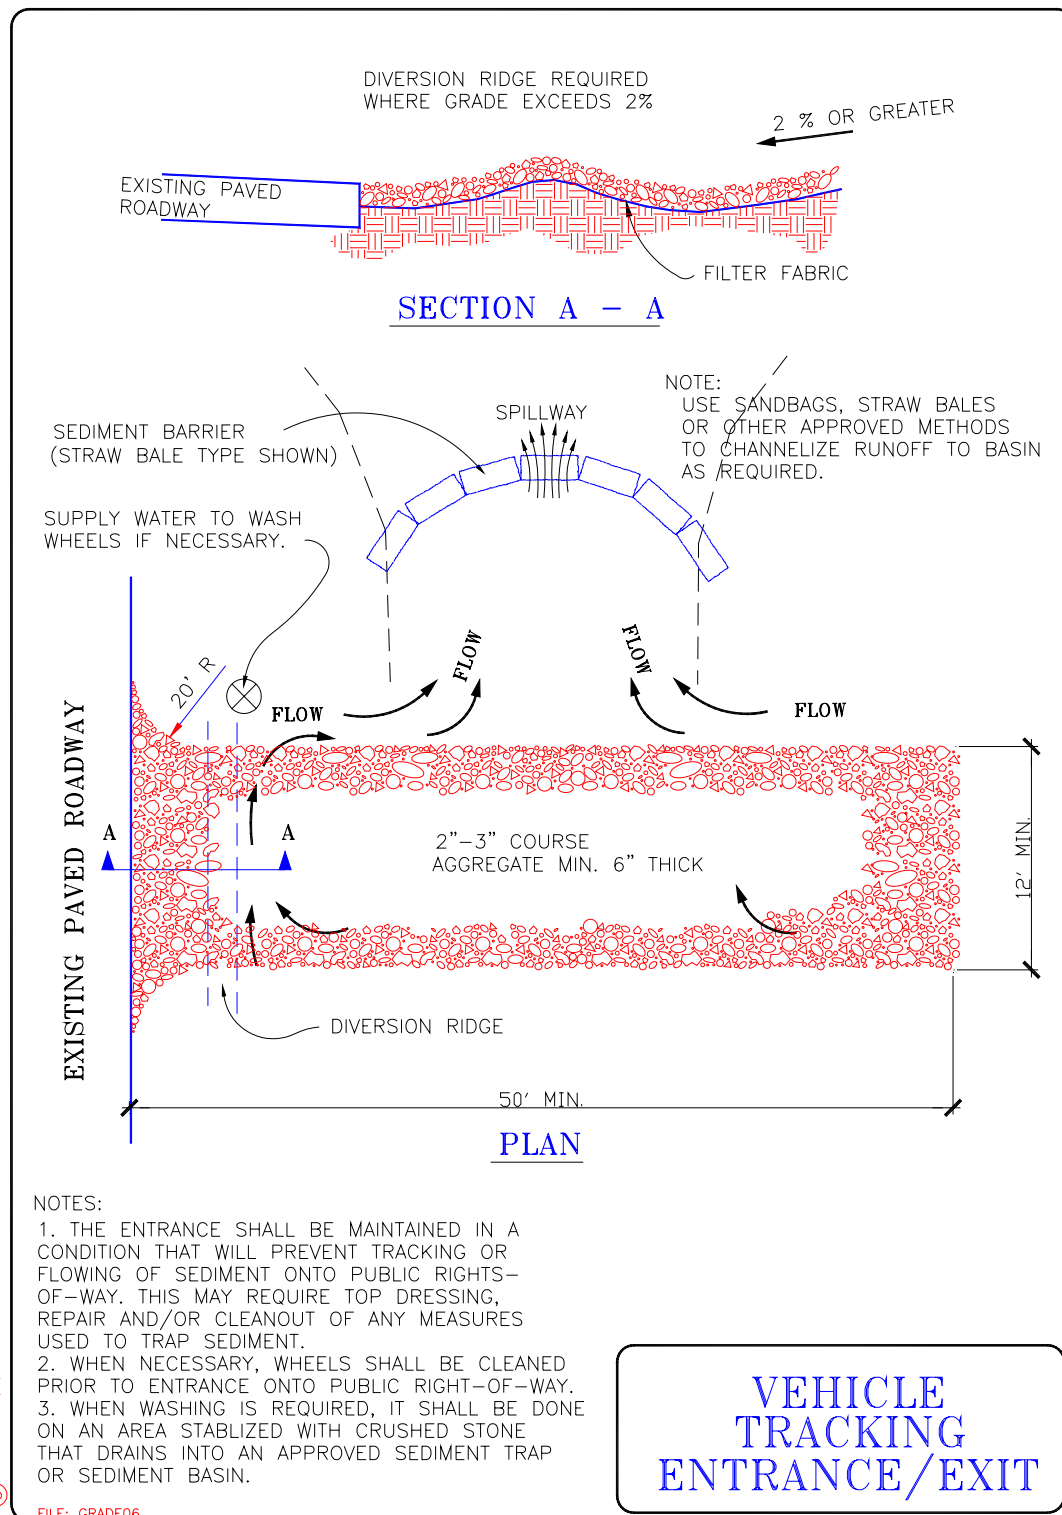 DIVERSION RIDGE REQUIRED
WHERE GRADE EXCEEDS 2%
2 % OR GREATER
EXISTING PAVED
ROADWAY
FILTER FABRIC
SECTION A - A
NOTE:
USE SANDBAGS, STRAW BALES
OR OTHER APPROVED METHODS
TO CHANNELIZE RUNOFF TO BASIN
AS REQUIRED.
SPILLWAY
SEDIMENT BARRIER
(STRAW BALE TYPE SHOWN)
SUPPLY WATER TO WASH
WHEELS IF NECESSARY.
20' R
FLOW
FLOW
FLOW
FLOW
EXISTING PAVED ROADWAY
A
A
2"-3" COURSE
AGGREGATE MIN. 6" THICK
12' MIN.
DIVERSION RIDGE
50' MIN.
PLAN
NOTES:
1. THE ENTRANCE SHALL BE MAINTAINED IN A
CONDITION THAT WILL PREVENT TRACKING OR
FLOWING OF SEDIMENT ONTO PUBLIC RIGHTS-
OF-WAY. THIS MAY REQUIRE TOP DRESSING,
REPAIR AND/OR CLEANOUT OF ANY MEASURES
USED TO TRAP SEDIMENT.
2. WHEN NECESSARY, WHEELS SHALL BE CLEANED
PRIOR TO ENTRANCE ONTO PUBLIC RIGHT-OF-WAY.
3. WHEN WASHING IS REQUIRED, IT SHALL BE DONE
ON AN AREA STABLIZED WITH CRUSHED STONE
THAT DRAINS INTO AN APPROVED SEDIMENT TRAP
OR SEDIMENT BASIN.
FILE: GRADE06
VEHICLE
TRACKING
ENTRANCE/EXIT